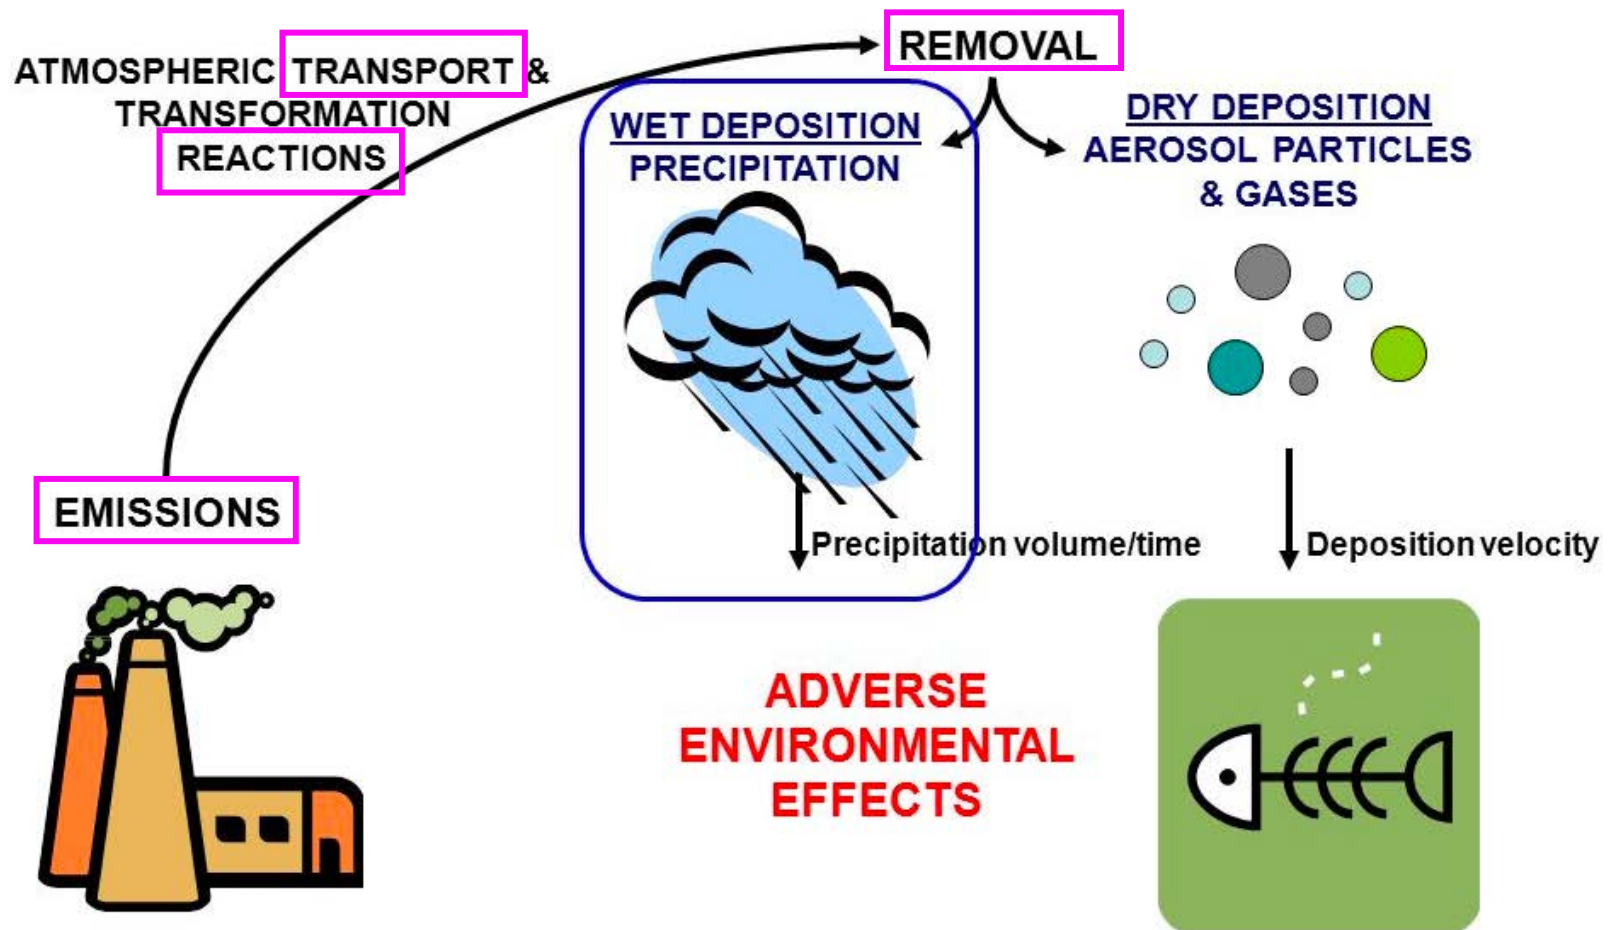 ATMOSPHERIC TRANSPORT &
TRANSFORMATION
REACTIONS
REMOVAL
WET DEPOSITION
PRECIPITATION
DRY DEPOSITION
AEROSOL PARTICLES
& GASES
EMISSIONS
Precipitation volume/time
Deposition velocity
ADVERSE
ENVIRONMENTAL
EFFECTS